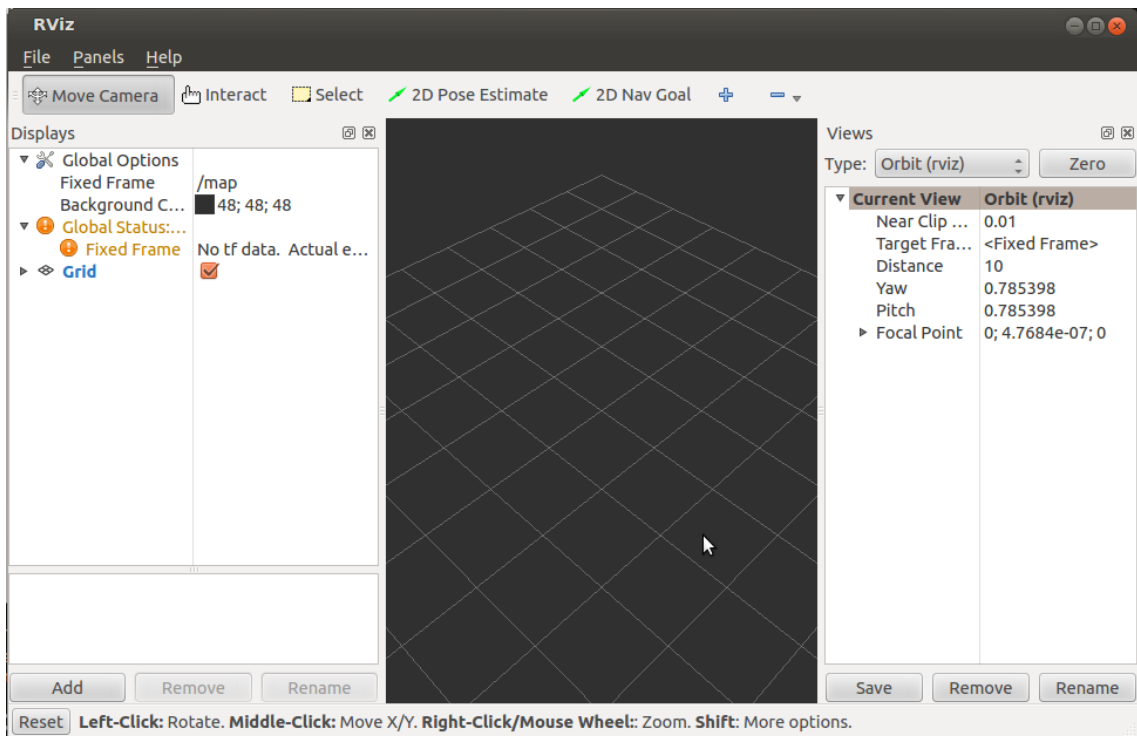 RViz
File Panels Help
Move Camera Interact Select 2D Pose Estimate 2D Nav Goal
Displays
Global Options
Fixed Frame /map
Background C... 48; 48; 48
Global Status:...
Fixed Frame No tf data. Actual e...
Grid
Add Remove Rename
Views
Type: Orbit (rviz) Zero
Current View Orbit (rviz)
Near Clip ... 0.01
Target Fra... <Fixed Frame>
Distance 10
Yaw 0.785398
Pitch 0.785398
Focal Point 0; 4.7684e-07; 0
Save Remove Rename
Reset Left-Click: Rotate. Middle-Click: Move X/Y. Right-Click/Mouse Wheel:: Zoom. Shift: More options.